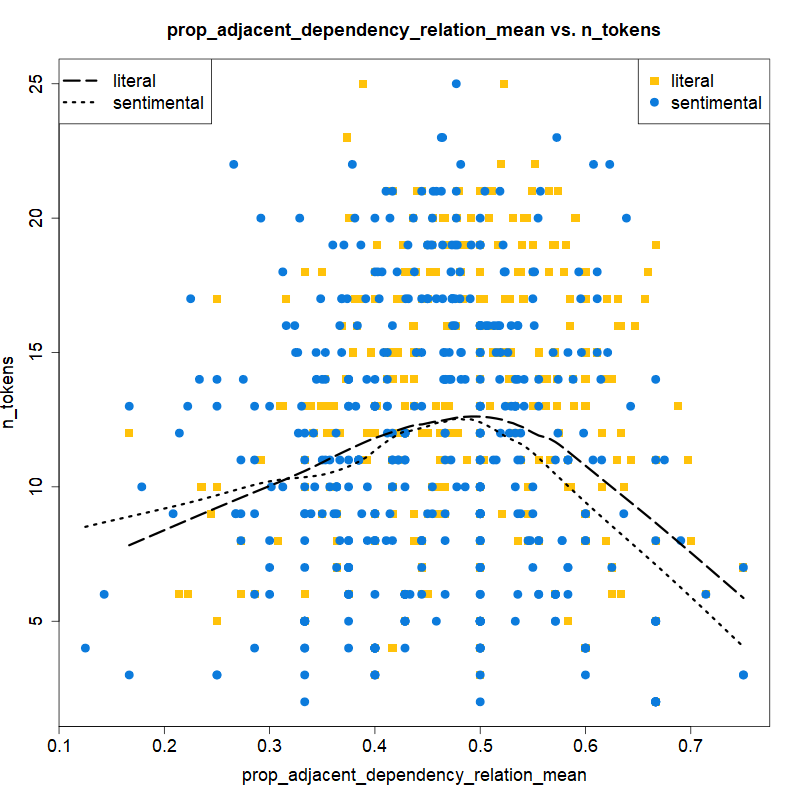 prop_adjacent_dependency_relation_mean vs. n_tokens
literal
sentimental
literal
sentimental
n_tokens
25
20
15
10
5
0.1 0.2 0.3 0.4 0.5 0.6 0.7
prop_adjacent_dependency_relation_mean